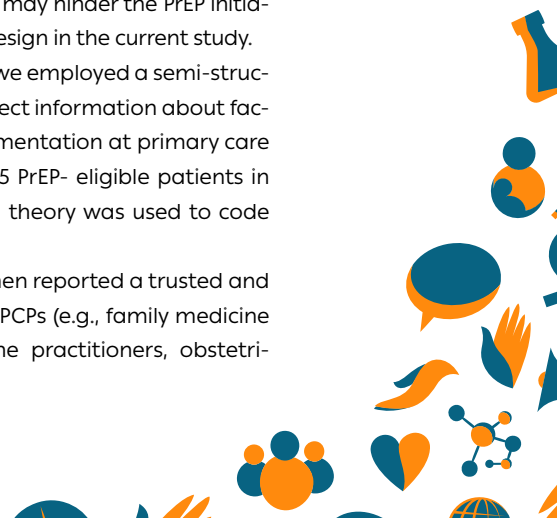 may hinder the PrEP initia-
esign in the current study.
we employed a semi-struc-
ect information about fac-
mentation at primary care
5 PrEP- eligible patients in
theory was used to code
en reported a trusted and
PCPs (e.g., family medicine
ne practitioners, obstetri-